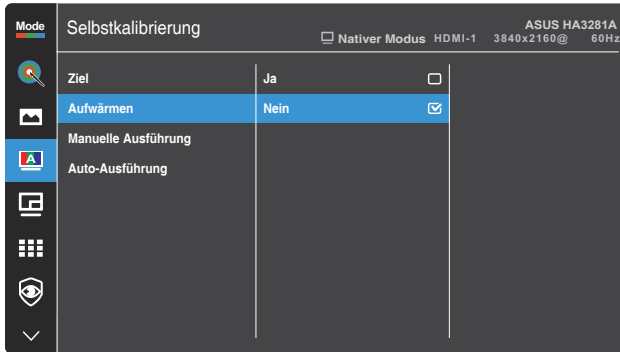 Mode
Selbstkalibrierung
Nativer Modus HDMI-1
ASUS HA3281A
3840x2160@ 60Hz
Ziel
Ja
Aufwärmen
Nein
Manuelle Ausführung
A
Auto-Ausführung